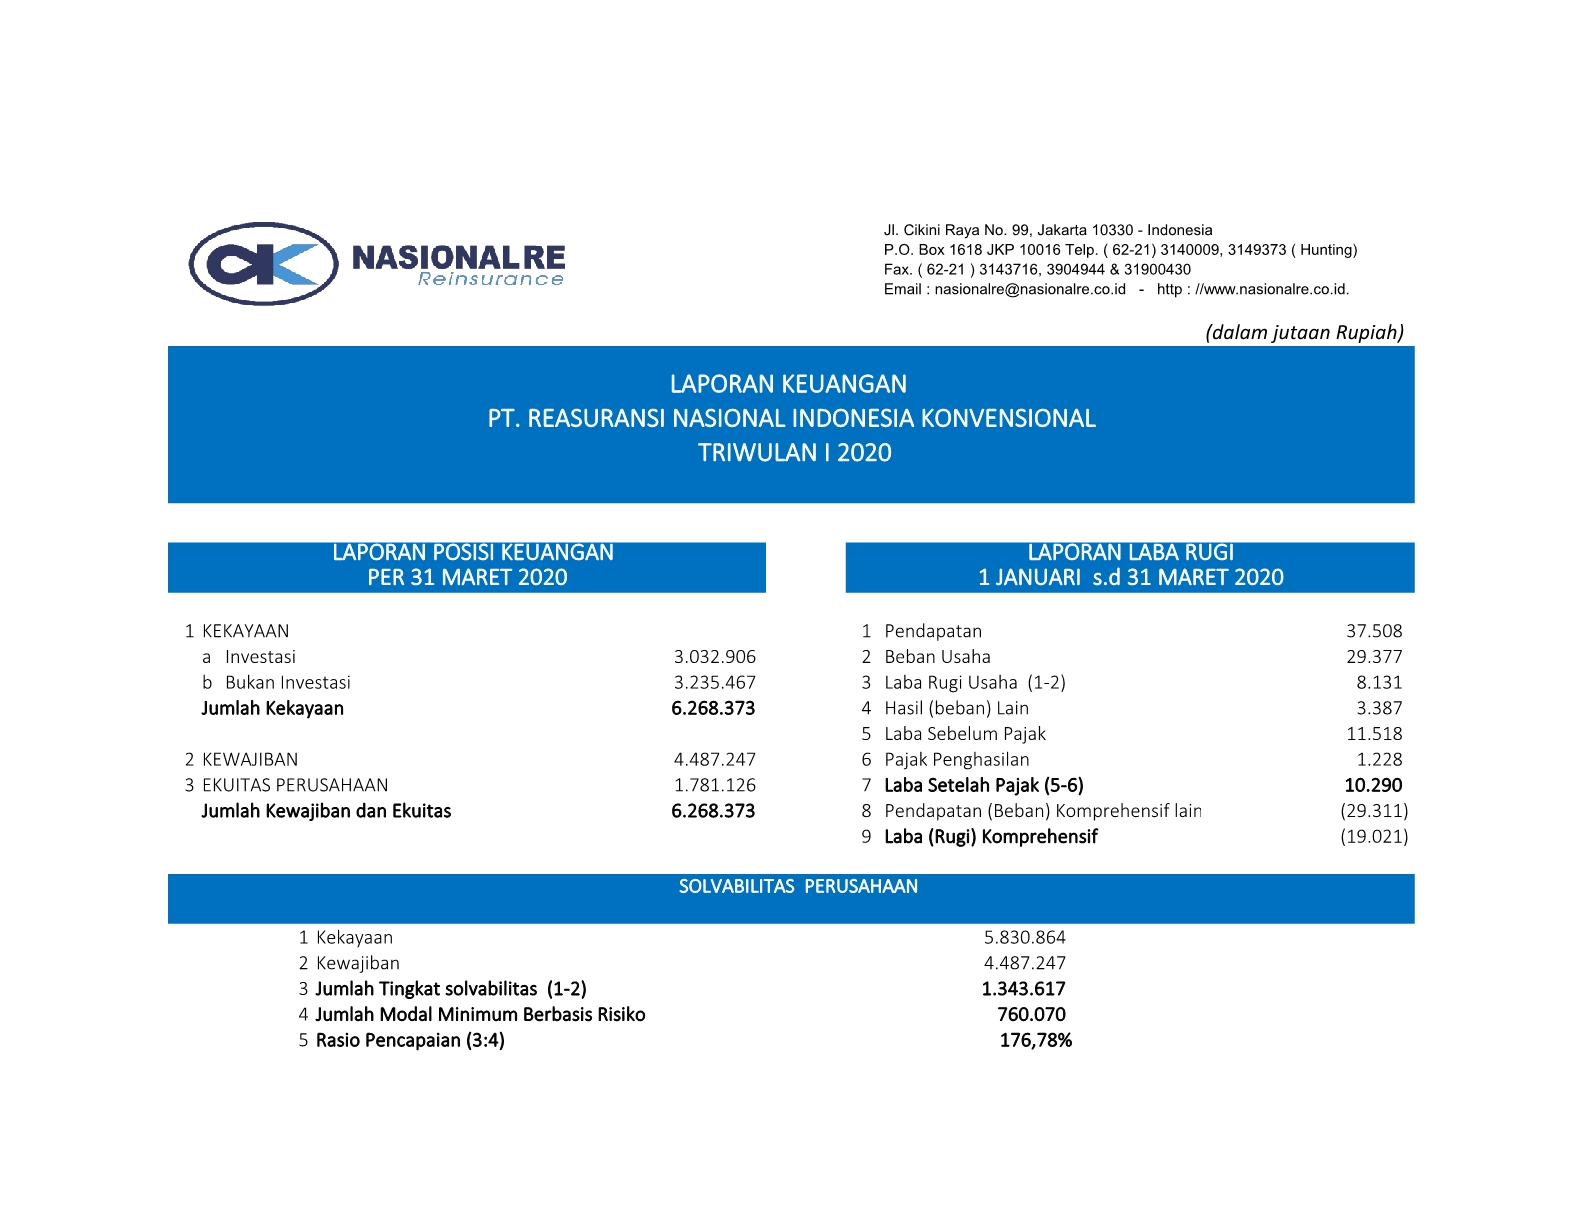 NASIONALRE
Reinsurance
Jl. Cikini Raya No. 99, Jakarta 10330 - Indonesia
P.O. Box 1618 JKP 10016 Telp. ( 62-21) 3140009, 3149373 ( Hunting)
Fax. ( 62-21 ) 3143716, 3904944 & 31900430
Email : nasionalre@nasionalre.co.id - http : //www.nasionalre.co.id.
(dalam jutaan Rupiah)
LAPORAN KEUANGAN
PT. REASURANSI NASIONAL INDONESIA KONVENSIONAL
TRIWULAN I 2020
LAPORAN POSISI KEUANGAN
PER 31 MARET 2020
1 KEKAYAAN
a Investasi 3.032.906
b Bukan Investasi 3.235.467
Jumlah Kekayaan 6.268.373
2 KEWAJIBAN 4.487.247
3 EKUITAS PERUSAHAAN 1.781.126
Jumlah Kewajiban dan Ekuitas 6.268.373
LAPORAN LABA RUGI
1 JANUARI s.d 31 MARET 2020
1 Pendapatan 37.508
2 Beban Usaha 29.377
3 Laba Rugi Usaha (1-2) 8.131
4 Hasil (beban) Lain 3.387
5 Laba Sebelum Pajak 11.518
6 Pajak Penghasilan 1.228
7 Laba Setelah Pajak (5-6) 10.290
8 Pendapatan (Beban) Komprehensif lain (29.311)
9 Laba (Rugi) Komprehensif (19.021)
SOLVABILITAS PERUSAHAAN
1 Kekayaan 5.830.864
2 Kewajiban 4.487.247
3 Jumlah Tingkat solvabilitas (1-2) 1.343.617
4 Jumlah Modal Minimum Berbasis Risiko 760.070
5 Rasio Pencapaian (3:4) 176,78%